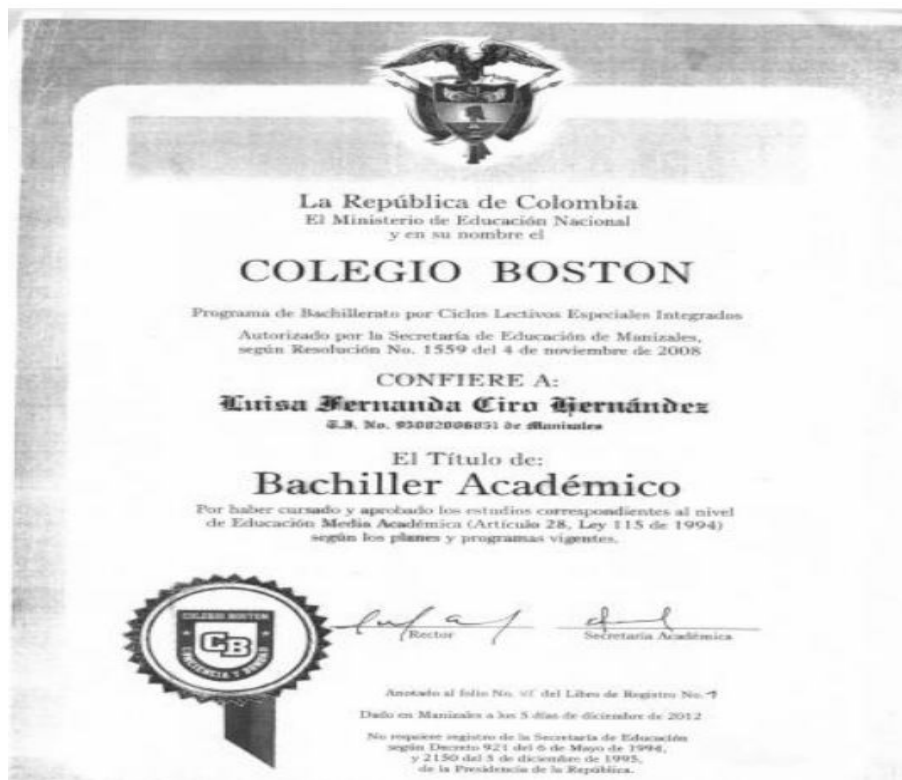 La República de Colombia
El Ministerio de Educación Nacional
y en su nombre el
COLEGIO BOSTON
Programa de Bachillerato por Ciclos Lectivos Especiales Integrados
Autorizado por la Secretaría de Educación de Manizales,
según Resolución No. 1559 del 4 de noviembre de 2008
CONFIERE A:
Luisa Fernanda Ciro Hernández
T.I. No. de Manizales
El Título de:
Bachiller Académico
Por haber cursado y aprobado los estudios correspondientes al nivel
de Educación Media Académica (Artículo 28, Ley 115 de 1994)
según los planes y programas vigentes.
COLEGIO BOSTON
CB
Rector
Secretaría Académica
Anotado al folio No. del Libro de Registro No.
Dado en Manizales a los 5 días de diciembre de 2012
No requiere registro de la Secretaría de Educación
según Decreto 921 del 6 de Mayo de 1994,
y 2150 del 5 de diciembre de 1995,
de la Presidencia de la República.